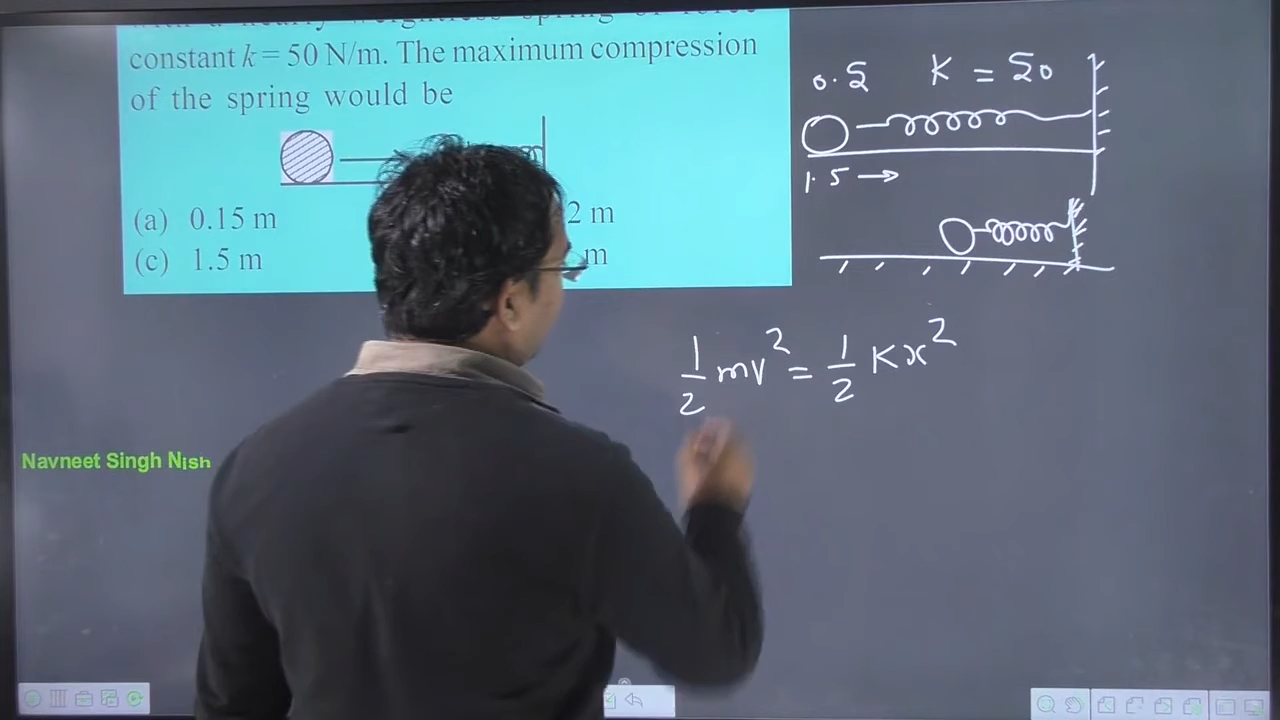 constant k = 50 N/m. The maximum compression
of the spring would be
(a) 0.15 m
2 m
(c) 1.5 m
m
0.5 K = 50
1.5 →
1/2 mv² = 1/2 Kx²
Navneet Singh Nish